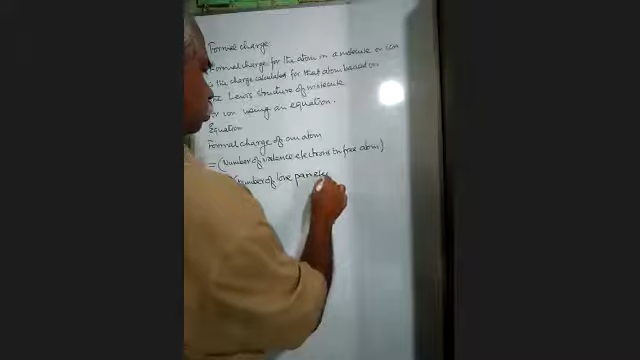 Formal charge
Formal charge for the atom in a molecule or ion
is the charge calculated for that atom based on
the Lewis structure of molecule
or ion using an equation.
Equation
Formal charge of an atom
= (Number of valence electrons in free atom)
(Number of lone pair ele